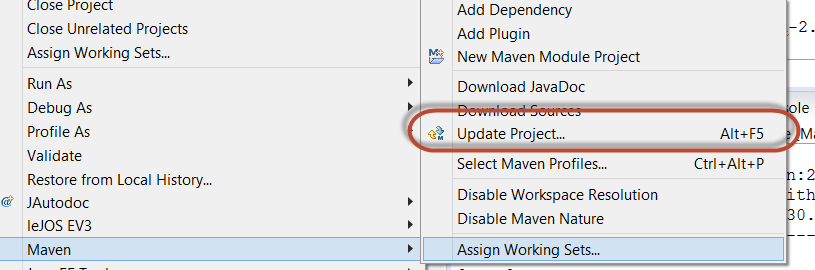 Close Project
Close Unrelated Projects
Assign Working Sets...
Run As
Debug As
Profile As
Validate
Restore from Local History...
JAutodoc
leJOS EV3
Maven
Add Dependency
Add Plugin
New Maven Module Project
Download JavaDoc
Download Sources
Update Project... Alt+F5
Select Maven Profiles... Ctrl+Alt+P
Disable Workspace Resolution
Disable Maven Nature
Assign Working Sets...
-2.
ole
_Ma
n:2
ith
30.